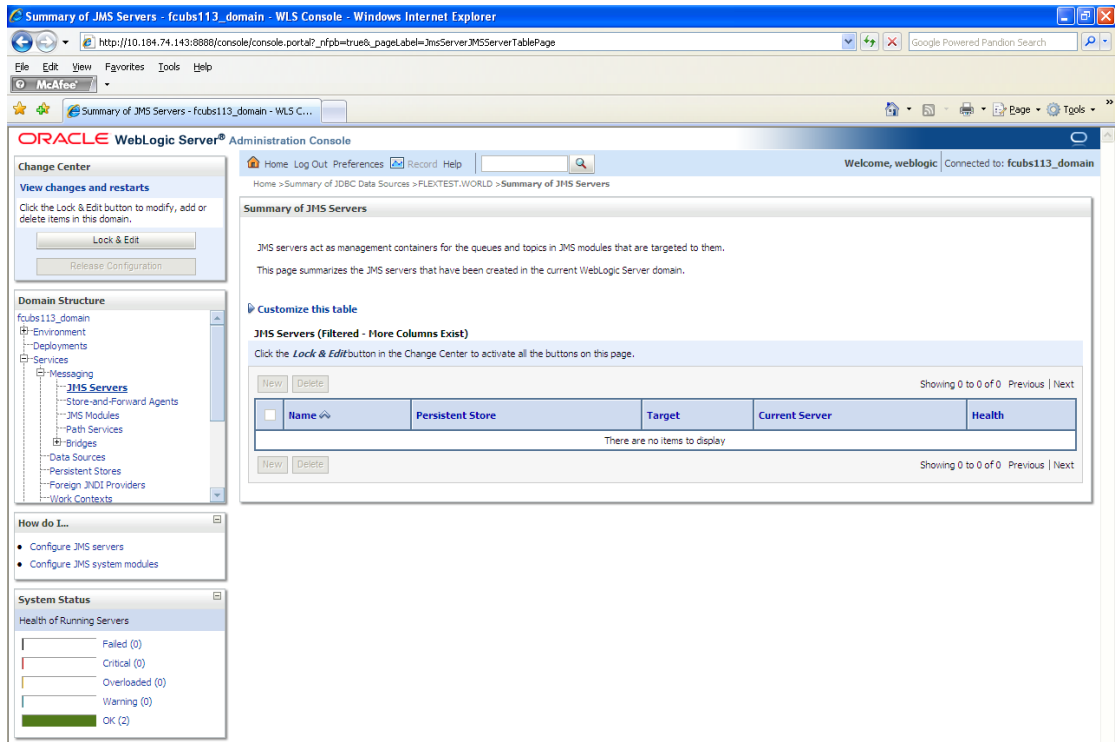 Summary of JMS Servers - fcubs113_domain - WLS Console - Windows Internet Explorer
http://10.184.74.143:8888/console/console.portal?_nfpb=true&_pageLabel=JmsServerJMSServerTablePage
Google Powered Pandion Search
File Edit View Favorites Tools Help
McAfee
Summary of JMS Servers - fcubs113_domain - WLS C...
Page Tools »
ORACLE WebLogic Server® Administration Console
Change Center
View changes and restarts
Click the Lock & Edit button to modify, add or
delete items in this domain.
Lock & Edit
Release Configuration
Domain Structure
fcubs113_domain
Environment
Deployments
Services
Messaging
JMS Servers
Store-and-Forward Agents
JMS Modules
Path Services
Bridges
Data Sources
Persistent Stores
Foreign JNDI Providers
Work Contexts
How do I...
Configure JMS servers
Configure JMS system modules
System Status
Health of Running Servers
Failed (0)
Critical (0)
Overloaded (0)
Warning (0)
OK (2)
Home Log Out Preferences Record Help
Welcome, weblogic Connected to: fcubs113_domain
Home >Summary of JDBC Data Sources >FLEXTEST.WORLD >Summary of JMS Servers
Summary of JMS Servers
JMS servers act as management containers for the queues and topics in JMS modules that are targeted to them.
This page summarizes the JMS servers that have been created in the current WebLogic Server domain.
Customize this table
JMS Servers (Filtered - More Columns Exist)
Click the Lock & Edit button in the Change Center to activate all the buttons on this page.
New Delete Showing 0 to 0 of 0 Previous | Next
Name Persistent Store Target Current Server Health
There are no items to display
New Delete Showing 0 to 0 of 0 Previous | Next